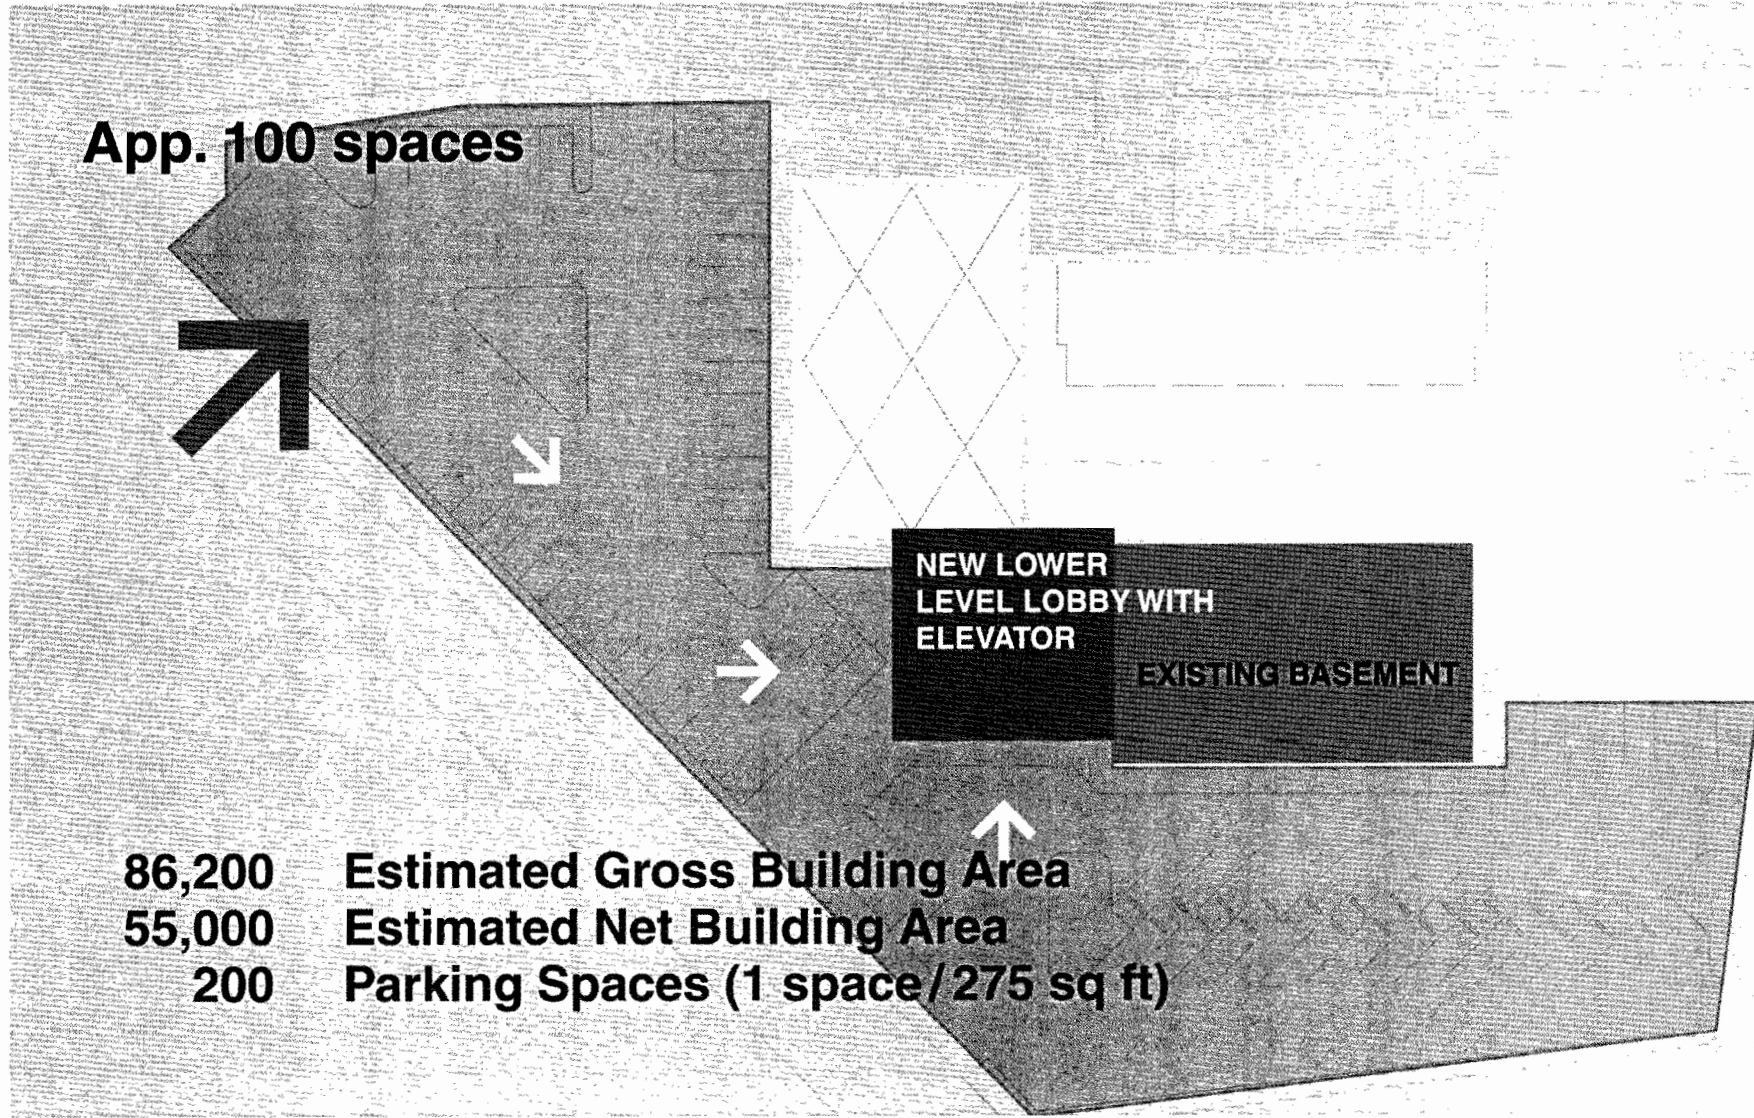 App. 100 spaces
NEW LOWER
LEVEL LOBBY WITH
ELEVATOR
EXISTING BASEMENT
86,200 Estimated Gross Building Area
55,000 Estimated Net Building Area
200 Parking Spaces (1 space/275 sq ft)